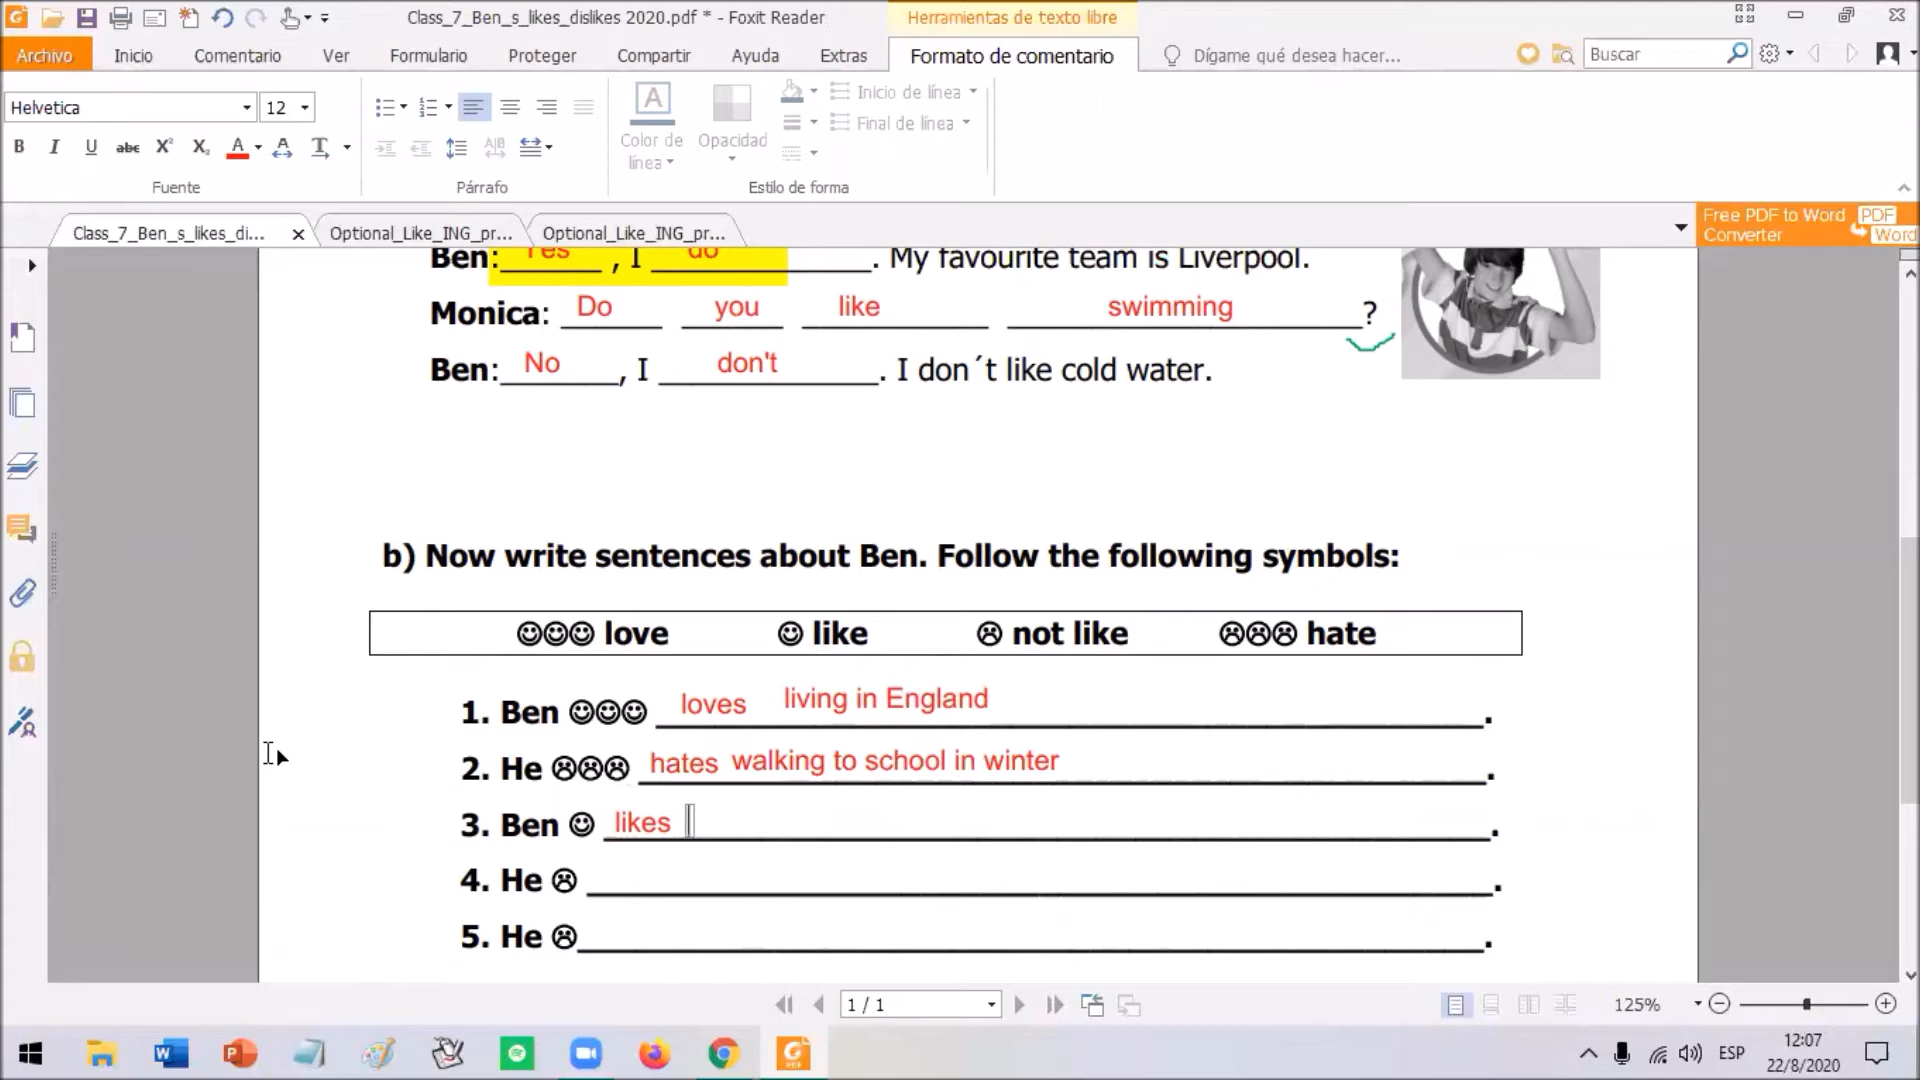 Class_7_Ben_s_likes_dislikes 2020.pdf * - Foxit Reader
Herramientas de texto libre
Archivo Inicio Comentario Ver Formulario Proteger Compartir Ayuda Extras Formato de comentario Dígame qué desea hacer... Buscar
Helvetica 12
Inicio de línea
Final de línea
Color de línea
Opacidad
Fuente Párrafo Estilo de forma
Class_7_Ben_s_likes_di... Optional_Like_ING_pr... Optional_Like_ING_pr...
Free PDF to Word Converter
PDF
Word
Ben: Yes , I do . My favourite team is Liverpool.
Monica: Do you like swimming ?
Ben: No , I don't . I don´t like cold water.
b) Now write sentences about Ben. Follow the following symbols:
☺☺☺ love ☺ like ☹ not like ☹☹☹ hate
1. Ben ☺☺☺ loves living in England .
2. He ☹☹☹ hates walking to school in winter .
3. Ben ☺ likes .
4. He ☹ .
5. He ☹ .
1 / 1
125%
ESP
12:07
22/8/2020